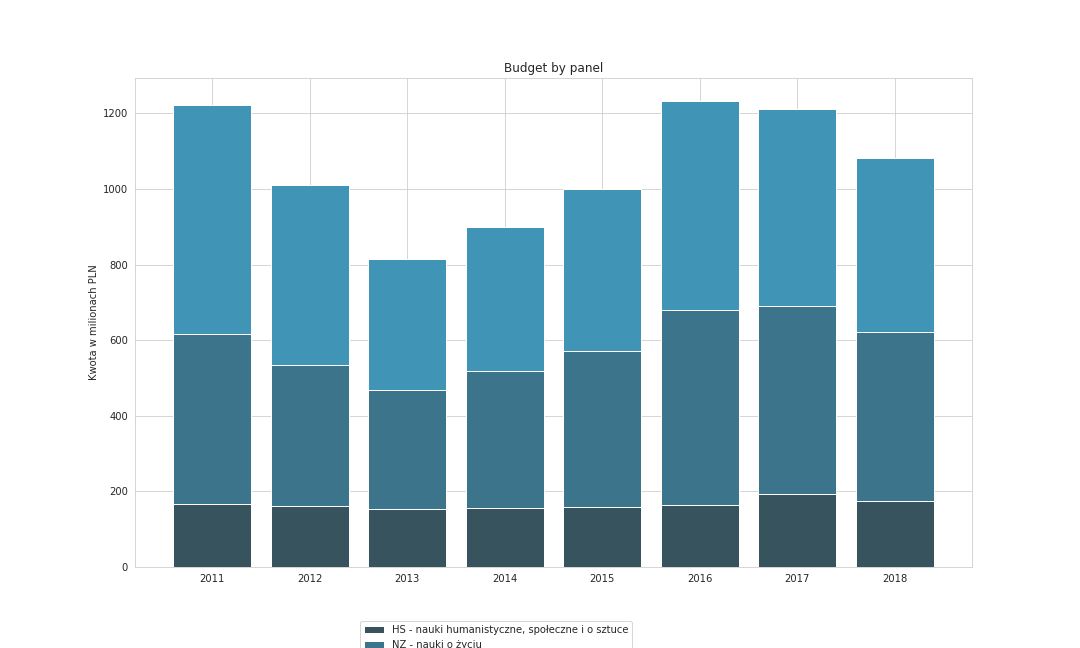 Budget by panel
Kwota w milionach PLN
1200
1000
800
600
400
200
0
2011 2012 2013 2014 2015 2016 2017 2018
HS - nauki humanistyczne, społeczne i o sztuce
NZ - nauki o życiu